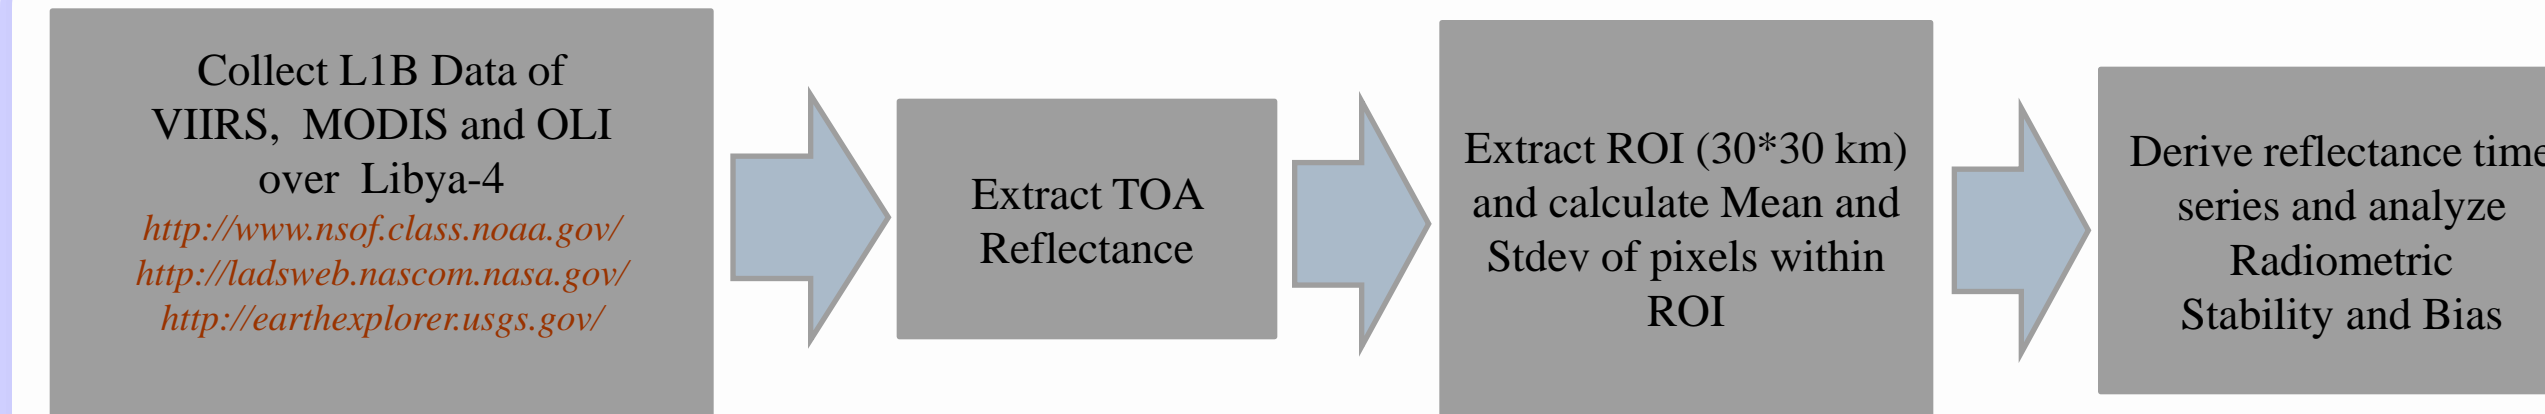 Collect L1B Data of
VIIRS,  MODIS and OLI
over  Libya-4
http://www.nsof.class.noaa.gov/
http://ladsweb.nascom.nasa.gov/
http://earthexplorer.usgs.gov/
Extract TOA
Reflectance
Extract ROI (30*30 km)
and calculate Mean and
Stdev of pixels within
ROI
Derive reflectance time
series and analyze
Radiometric
Stability and Bias